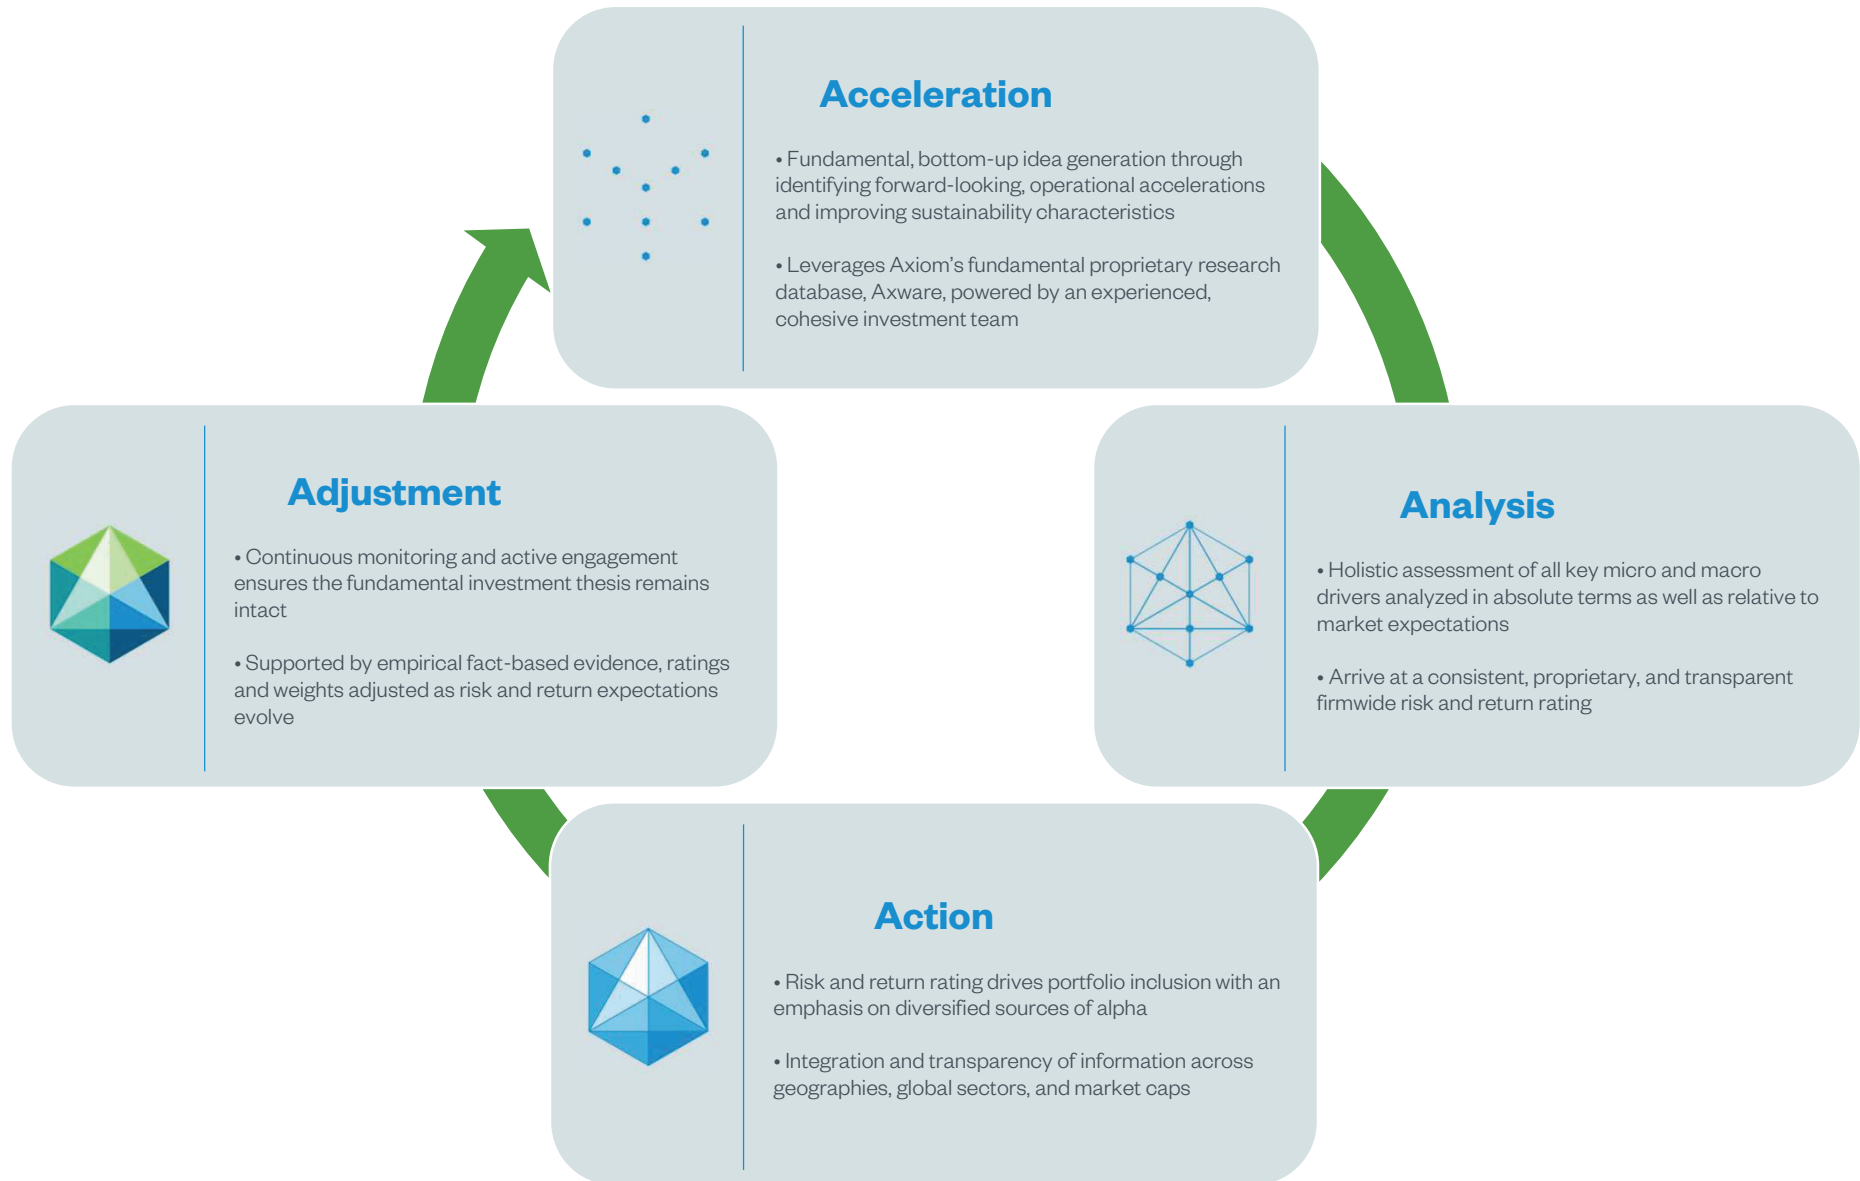 Acceleration
• Fundamental, bottom-up idea generation through
identifying forward-looking, operational accelerations
and improving sustainability characteristics
• Leverages Axiom’s fundamental proprietary research
database, Axware, powered by an experienced,
cohesive investment team
Analysis
• Holistic assessment of all key micro and macro
drivers analyzed in absolute terms as well as relative to
market expectations
• Arrive at a consistent, proprietary, and transparent
firmwide risk and return rating
Action
• Risk and return rating drives portfolio inclusion with an
emphasis on diversified sources of alpha
• Integration and transparency of information across
geographies, global sectors, and market caps
Adjustment
• Continuous monitoring and active engagement
ensures the fundamental investment thesis remains
intact
• Supported by empirical fact-based evidence, ratings
and weights adjusted as risk and return expectations
evolve